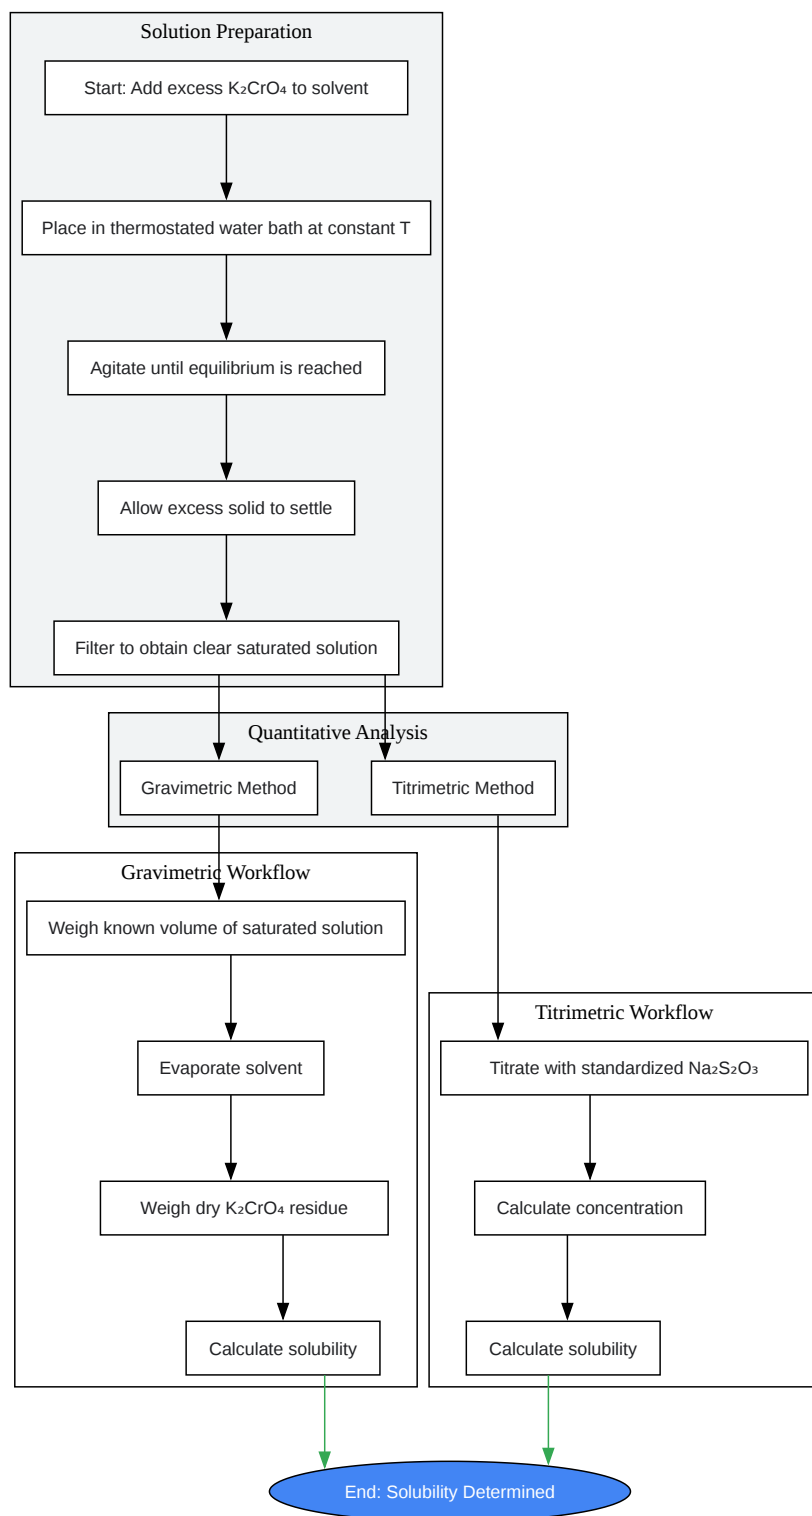 Solution Preparation
Start: Add excess K₂CrO₄ to solvent
Place in thermostated water bath at constant T
Agitate until equilibrium is reached
Allow excess solid to settle
Filter to obtain clear saturated solution
Quantitative Analysis
Gravimetric Method
Titrimetric Method
Gravimetric Workflow
Weigh known volume of saturated solution
Evaporate solvent
Weigh dry K₂CrO₄ residue
Calculate solubility
Titrimetric Workflow
Titrate with standardized Na₂S₂O₃
Calculate concentration
Calculate solubility
End: Solubility Determined